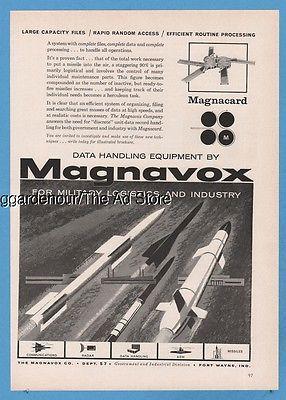 LARGE CAPACITY FILES / RAPID RANDOM ACCESS / EFFICIENT ROUTINE PROCESSING
A system with complete files, complete data and complete
processing . . . to handle all operations.
It's a proven fact . . . that of the total work necessary
to put a missile into the air, a staggering 90% is pri-
marily logistical and involves the control of many
individual maintenance parts. This figure becomes
compounded as the number of inactive, but ready-to-
fire missiles increases . . . and keeping track of their
individual needs becomes a herculean task.
It is clear that an efficient system of organizing, filing
and searching great masses of data at high speeds, and
at realistic costs is necessary. The Magnavox Company
answers the need for "discrete" unit data record hand-
ling for both government and industry with Magnacard.
You are invited to investigate and make use of these new tech-
niques . . . write today for illustrated brochure.
Magnacard
M
DATA HANDLING EQUIPMENT BY
Magnavox
FOR MILITARY LOGISTICS AND INDUSTRY
ggardenour/The Ad Store
COMMUNICATIONS
RADAR
DATA HANDLING
ASW
MISSILES
THE MAGNAVOX CO. • DEPT. 57 • Government and Industrial Division • FORT WAYNE, IND.
97